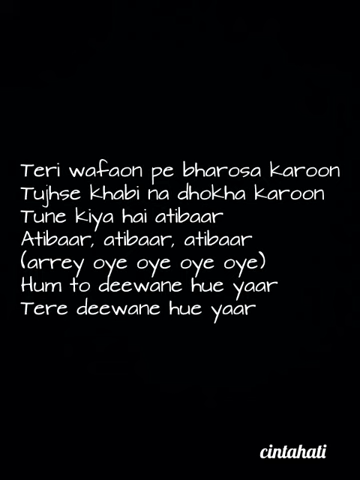 Teri wafaon pe bharosa karoon
Tujhse khabi na dhokha karoon
Tune kiya hai atibaar
Atibaar, atibaar, atibaar
(arrey oye oye oye oye)
Hum to deewane hue yaar
Tere deewane hue yaar
cintahati